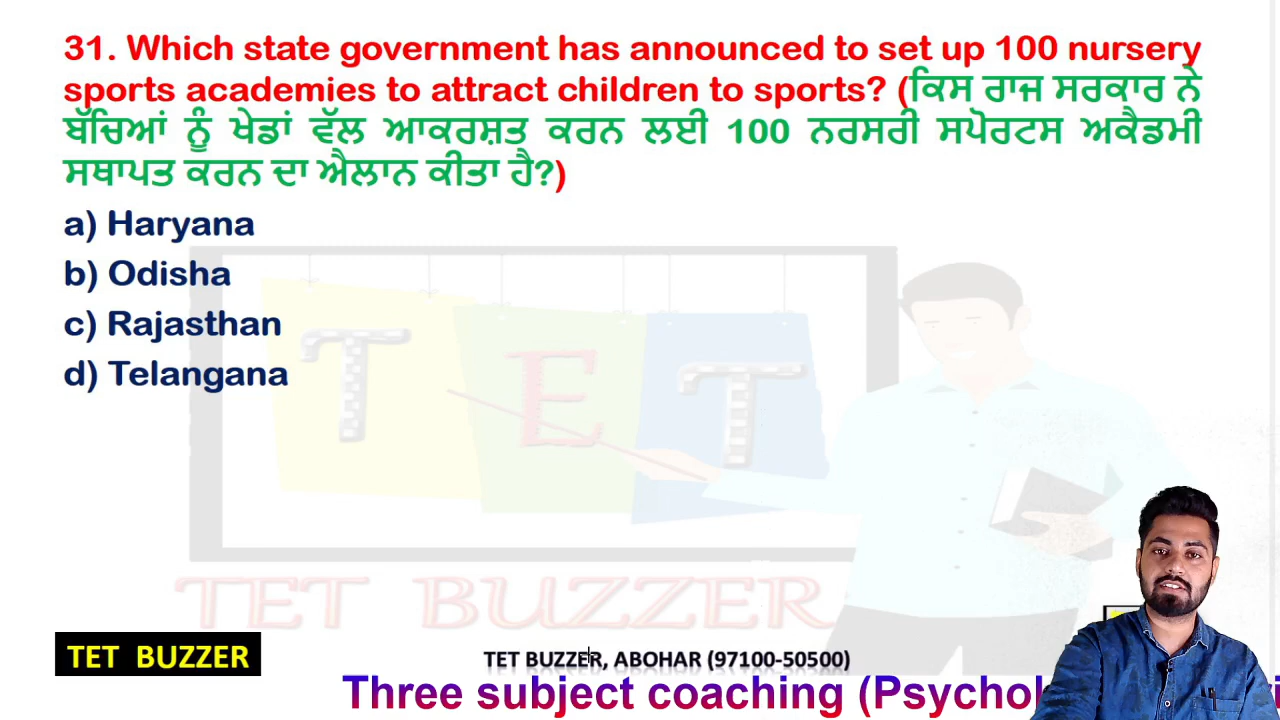 31. Which state government has announced to set up 100 nursery
sports academies to attract children to sports? (ਕਿਸ ਰਾਜ ਸਰਕਾਰ ਨੇ
ਬੱਚਿਆਂ ਨੂੰ ਖੇਡਾਂ ਵੱਲ ਆਕਰਸ਼ਤ ਕਰਨ ਲਈ 100 ਨਰਸਰੀ ਸਪੋਰਟਸ ਅਕੈਡਮੀ
ਸਥਾਪਤ ਕਰਨ ਦਾ ਐਲਾਨ ਕੀਤਾ ਹੈ?)
a) Haryana
b) Odisha
c) Rajasthan
d) Telangana
T E T
TET BUZZER
TET BUZZER
TET BUZZER, ABOHAR (97100-50500)
Three subject coaching (Psychol